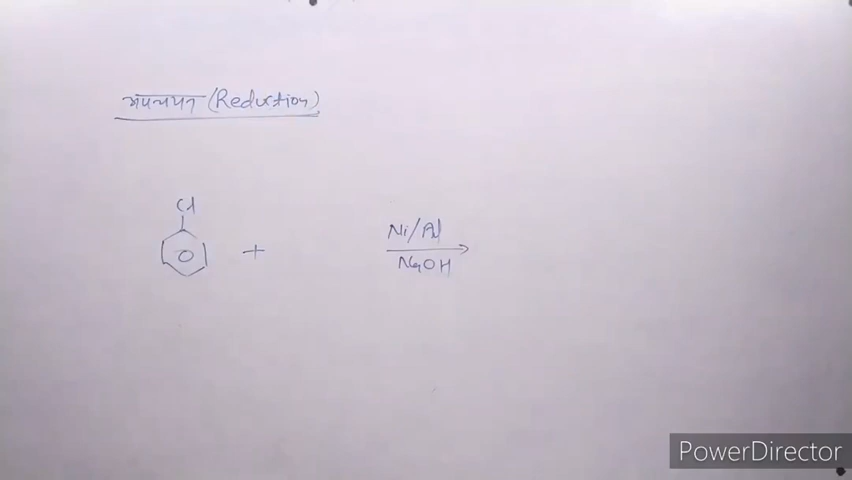 अपचयन (Reduction)
Cl
+
Ni/Al
NaOH
PowerDirector